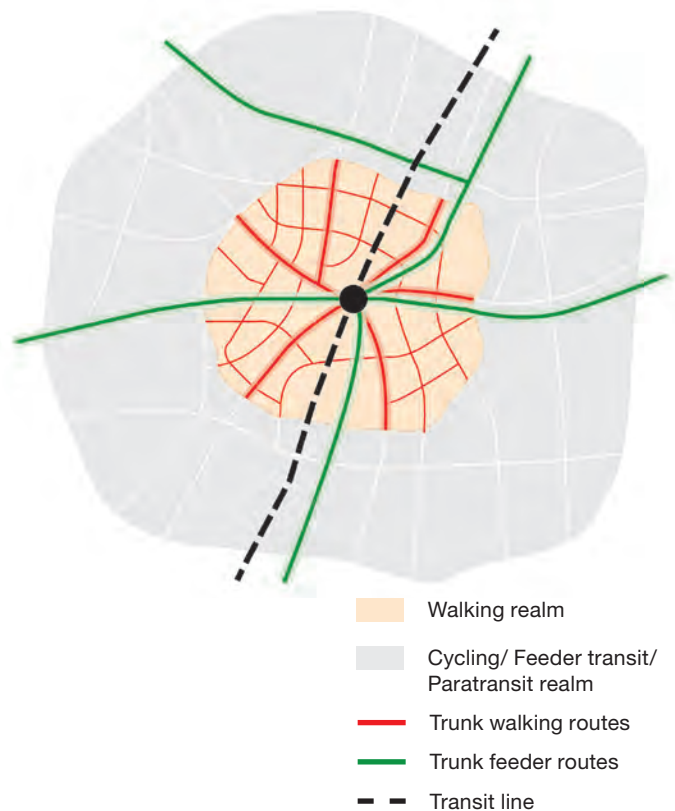 Walking realm
Cycling/ Feeder transit/
Paratransit realm
Trunk walking routes
Trunk feeder routes
Transit line